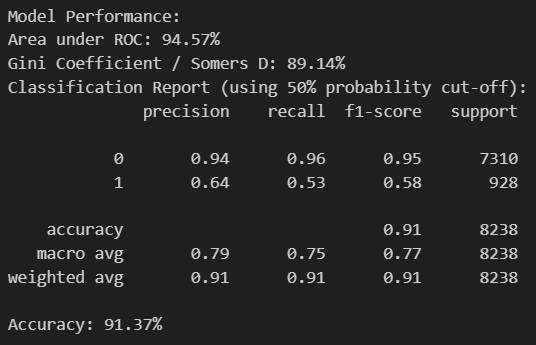 Model Performance:
Area under ROC: 94.57%
Gini Coefficient / Somers D: 89.14%
Classification Report (using 50% probability cut-off):
precision recall f1-score support
0 0.94 0.96 0.95 7310
1 0.64 0.53 0.58 928
accuracy 0.91 8238
macro avg 0.79 0.75 0.77 8238
weighted avg 0.91 0.91 0.91 8238
Accuracy: 91.37%